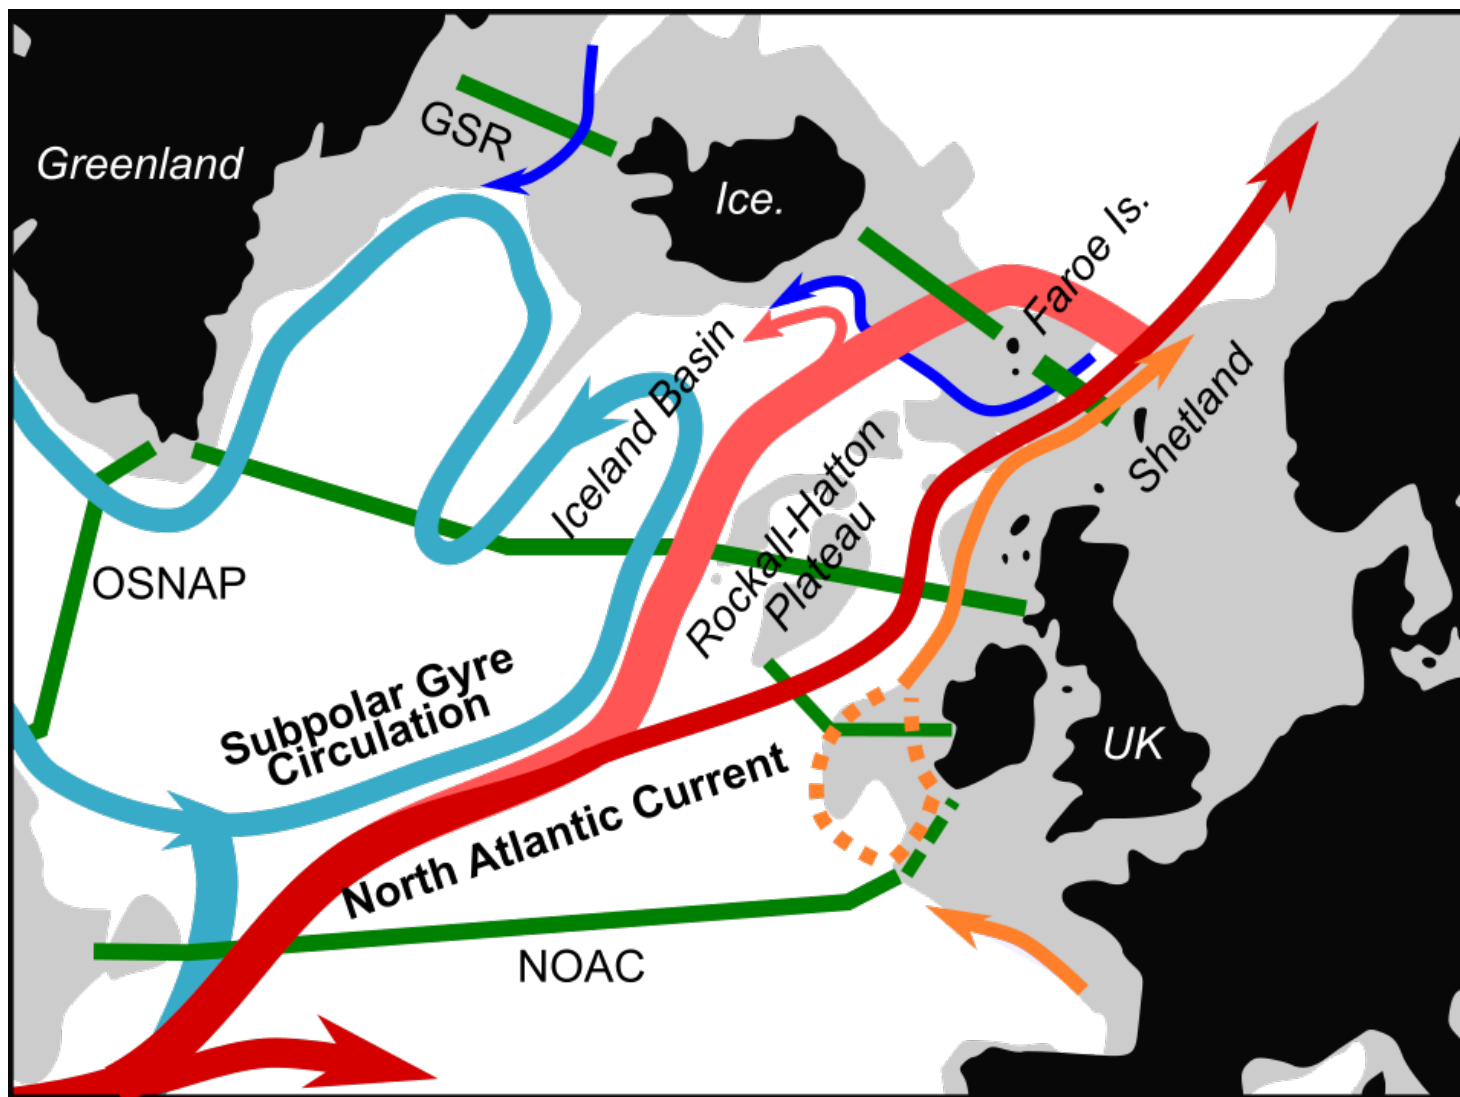 GSR
Greenland
Ice.
Faroe Is.
Iceland Basin
Shetland
Rockall-Hatton
Plateau
OSNAP
Subpolar Gyre
Circulation
UK
North Atlantic Current
NOAC